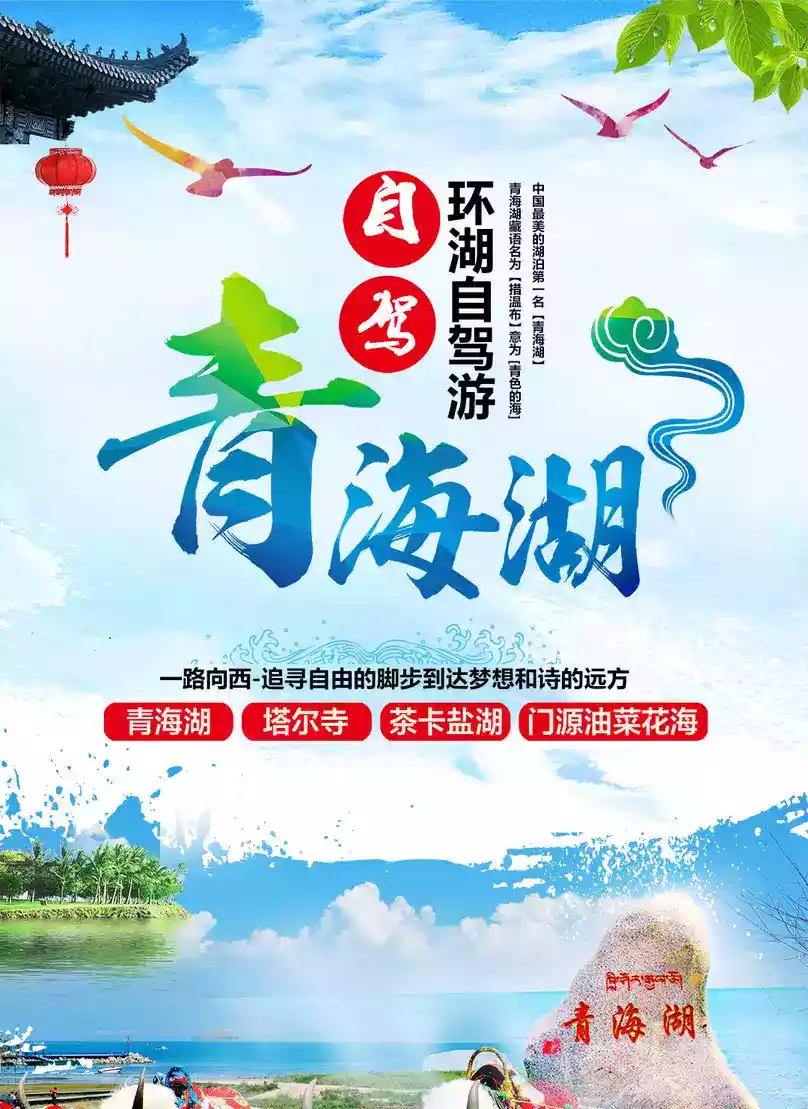 自驾
环湖自驾游
中国最美的湖泊第一名【青海湖】
青海湖藏语名为【措温布】意为【青色的海】
青海湖
一路向西-追寻自由的脚步到达梦想和诗的远方
青海湖 塔尔寺 茶卡盐湖 门源油菜花海
青海湖